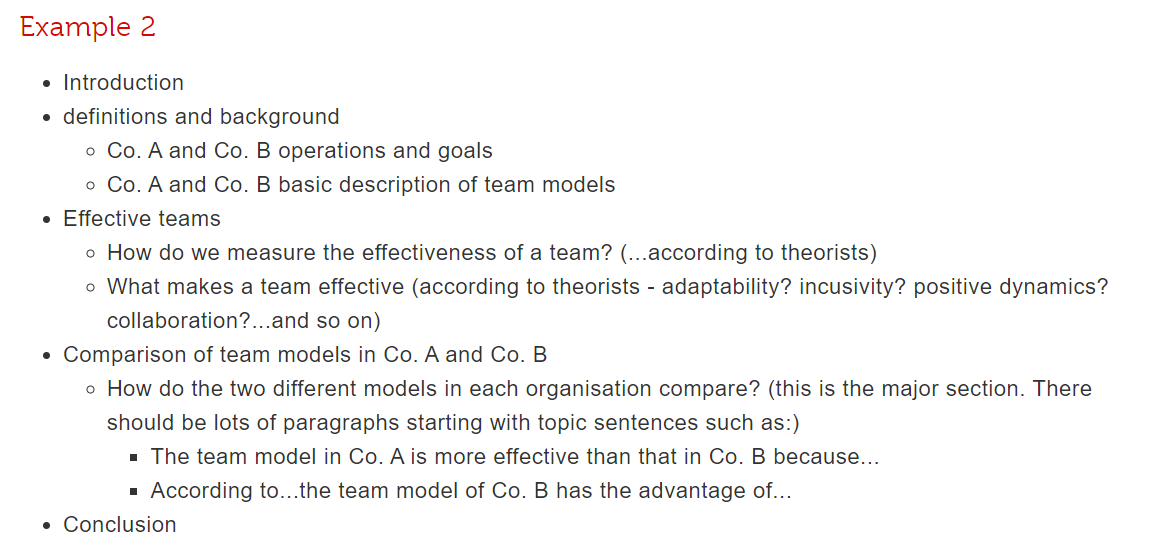 Example 2
• Introduction
• definitions and background
◦ Co. A and Co. B operations and goals
◦ Co. A and Co. B basic description of team models
• Effective teams
◦ How do we measure the effectiveness of a team? (...according to theorists)
◦ What makes a team effective (according to theorists - adaptability? incusivity? positive dynamics?
collaboration?...and so on)
• Comparison of team models in Co. A and Co. B
◦ How do the two different models in each organisation compare? (this is the major section. There
should be lots of paragraphs starting with topic sentences such as:)
▪ The team model in Co. A is more effective than that in Co. B because...
▪ According to...the team model of Co. B has the advantage of...
• Conclusion